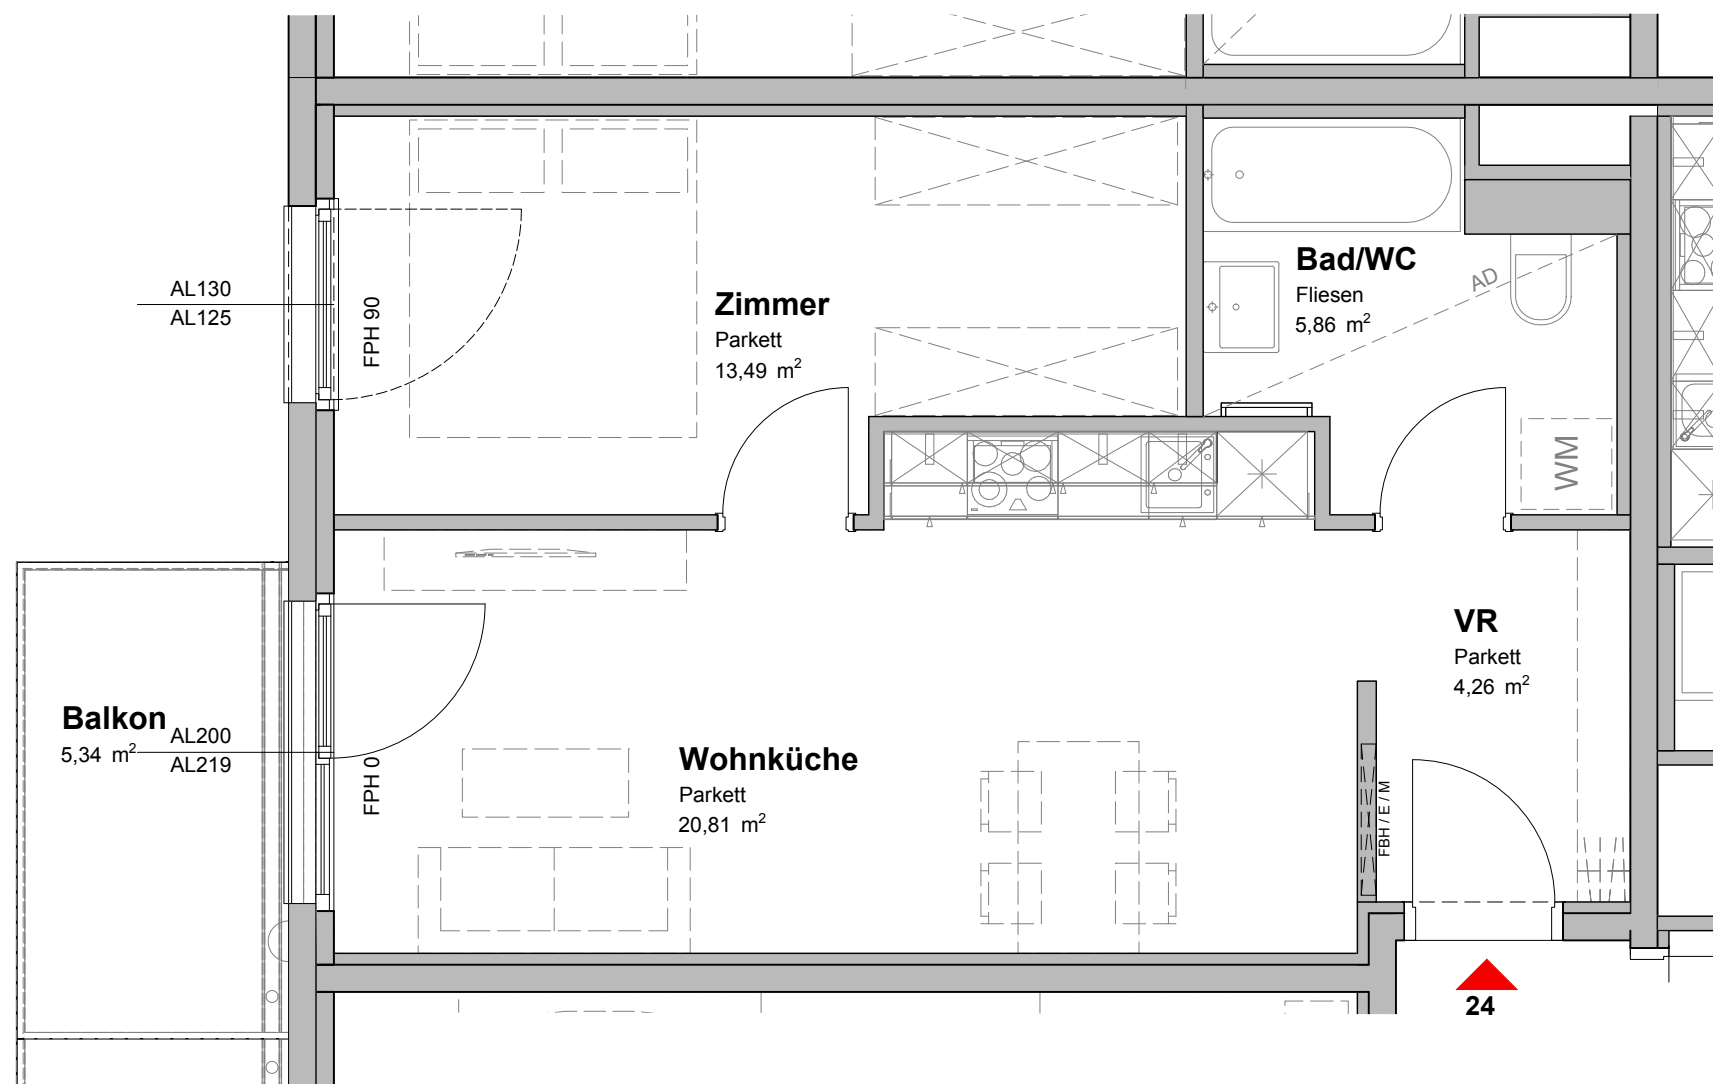 Zimmer
Parkett
13,49 m²
Bad/WC
Fliesen
5,86 m²
AD
WM
AL130
AL125
FPH 90
VR
Parkett
4,26 m²
Balkon
5,34 m²
AL200
AL219
FPH 0
Wohnküche
Parkett
20,81 m²
FBH / E / M
24